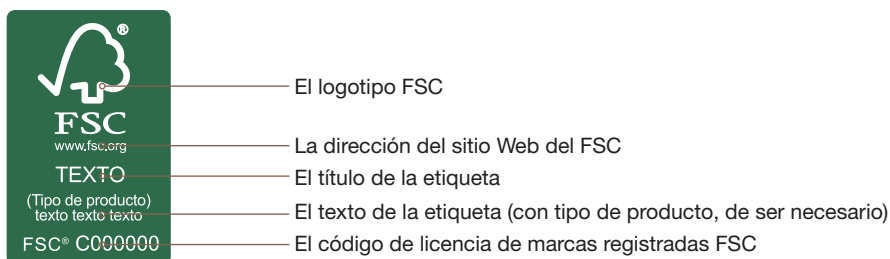 ®
FSC
www.fsc.org
TEXTO
(Tipo de producto)
texto texto texto
FSC® C000000
El logotipo FSC
La dirección del sitio Web del FSC
El título de la etiqueta
El texto de la etiqueta (con tipo de producto, de ser necesario)
El código de licencia de marcas registradas FSC